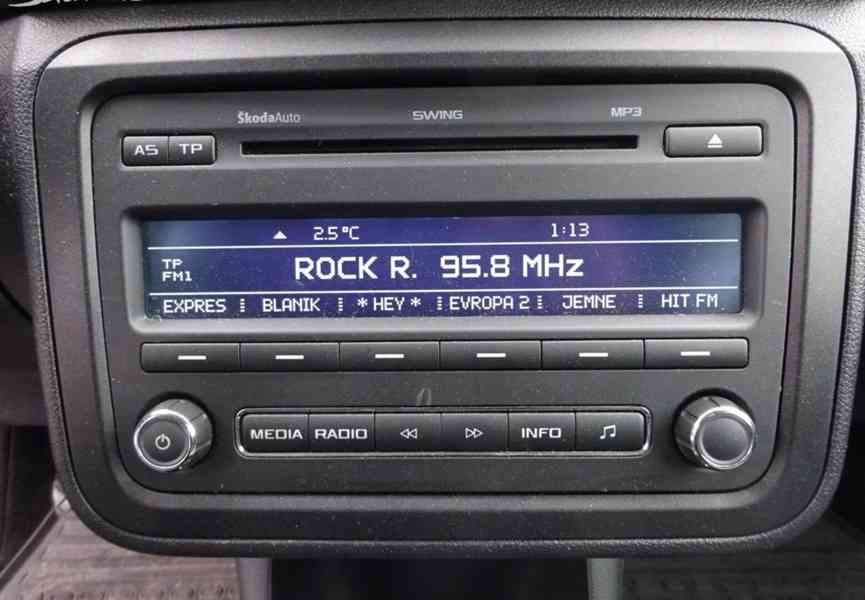 ŠkodaAuto SWING MP3
AS TP
2.5°C 1:13
TP
FM1
ROCK R. 95.8 MHz
EXPRES BLANIK *HEY* EVROPA 2 JEMNE HIT FM
MEDIA RADIO INFO